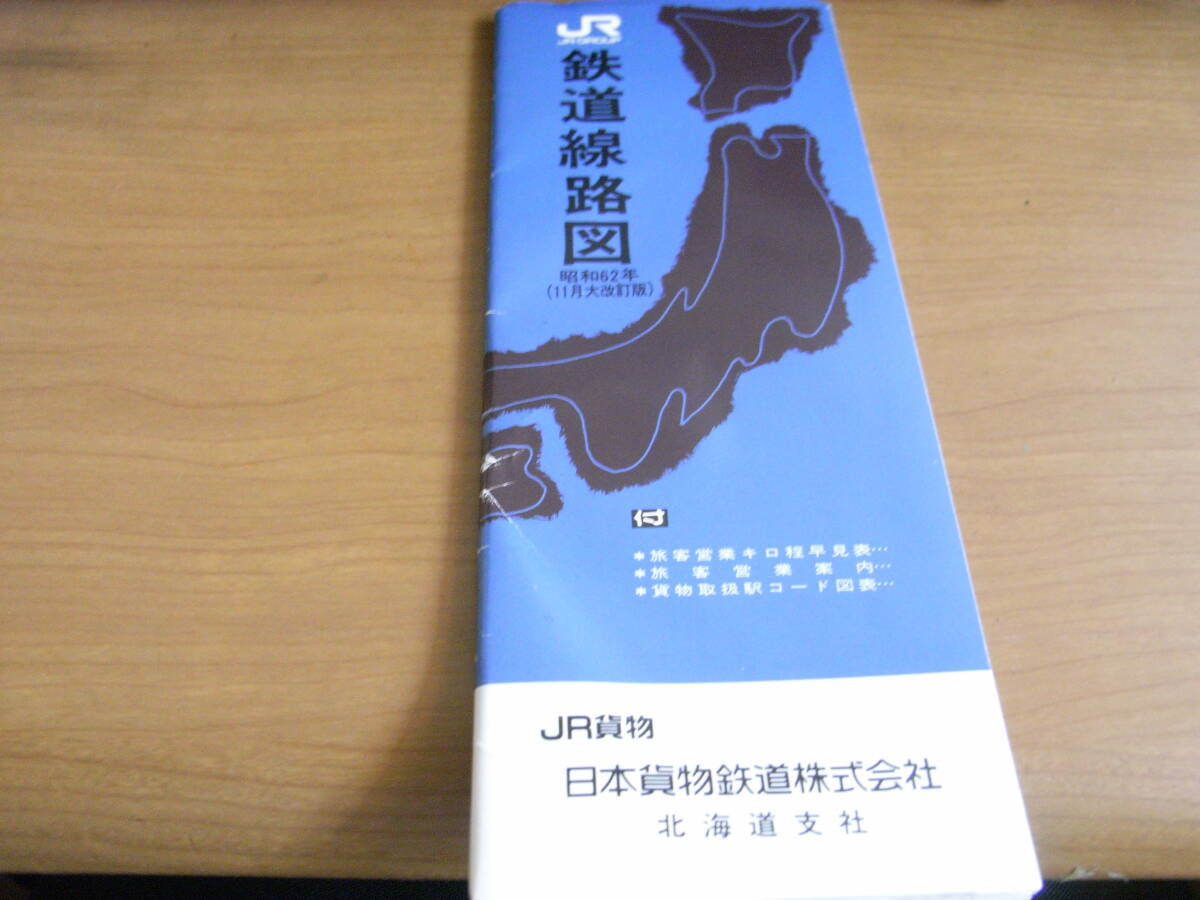 JR
JR GROUP
鉄道線路図
昭和62年
(11月大改訂版)
付
*旅客営業キロ程早見表…
*旅客営業案内…
*貨物取扱駅コード図表…
JR貨物
日本貨物鉄道株式会社
北海道支社